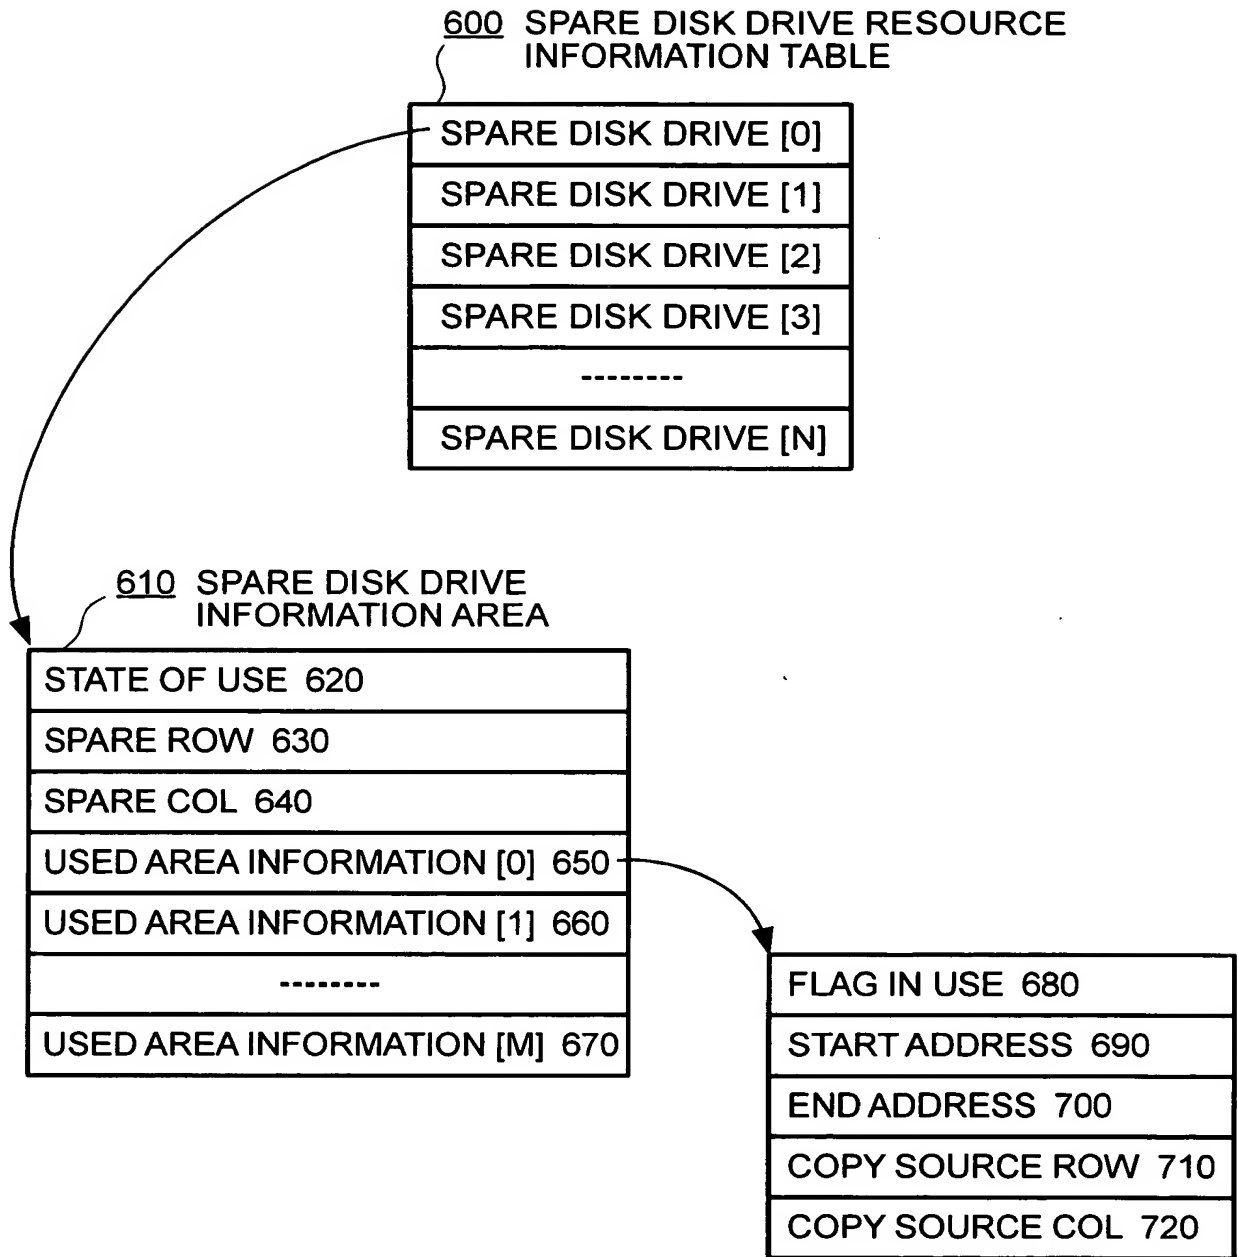 600 SPARE DISK DRIVE RESOURCE
INFORMATION TABLE
SPARE DISK DRIVE [0]
SPARE DISK DRIVE [1]
SPARE DISK DRIVE [2]
SPARE DISK DRIVE [3]
--------
SPARE DISK DRIVE [N]
610 SPARE DISK DRIVE
INFORMATION AREA
STATE OF USE 620
SPARE ROW 630
SPARE COL 640
USED AREA INFORMATION [0] 650
USED AREA INFORMATION [1] 660
--------
USED AREA INFORMATION [M] 670
FLAG IN USE 680
START ADDRESS 690
END ADDRESS 700
COPY SOURCE ROW 710
COPY SOURCE COL 720